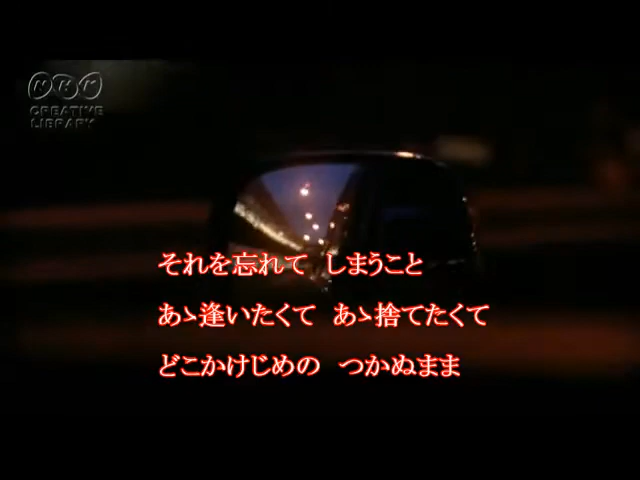 NHK
CREATIVE
LIBRARY
それを忘れて　しまうこと
あゝ逢いたくて　あゝ捨てたくて
どこかけじめの　つかぬまま